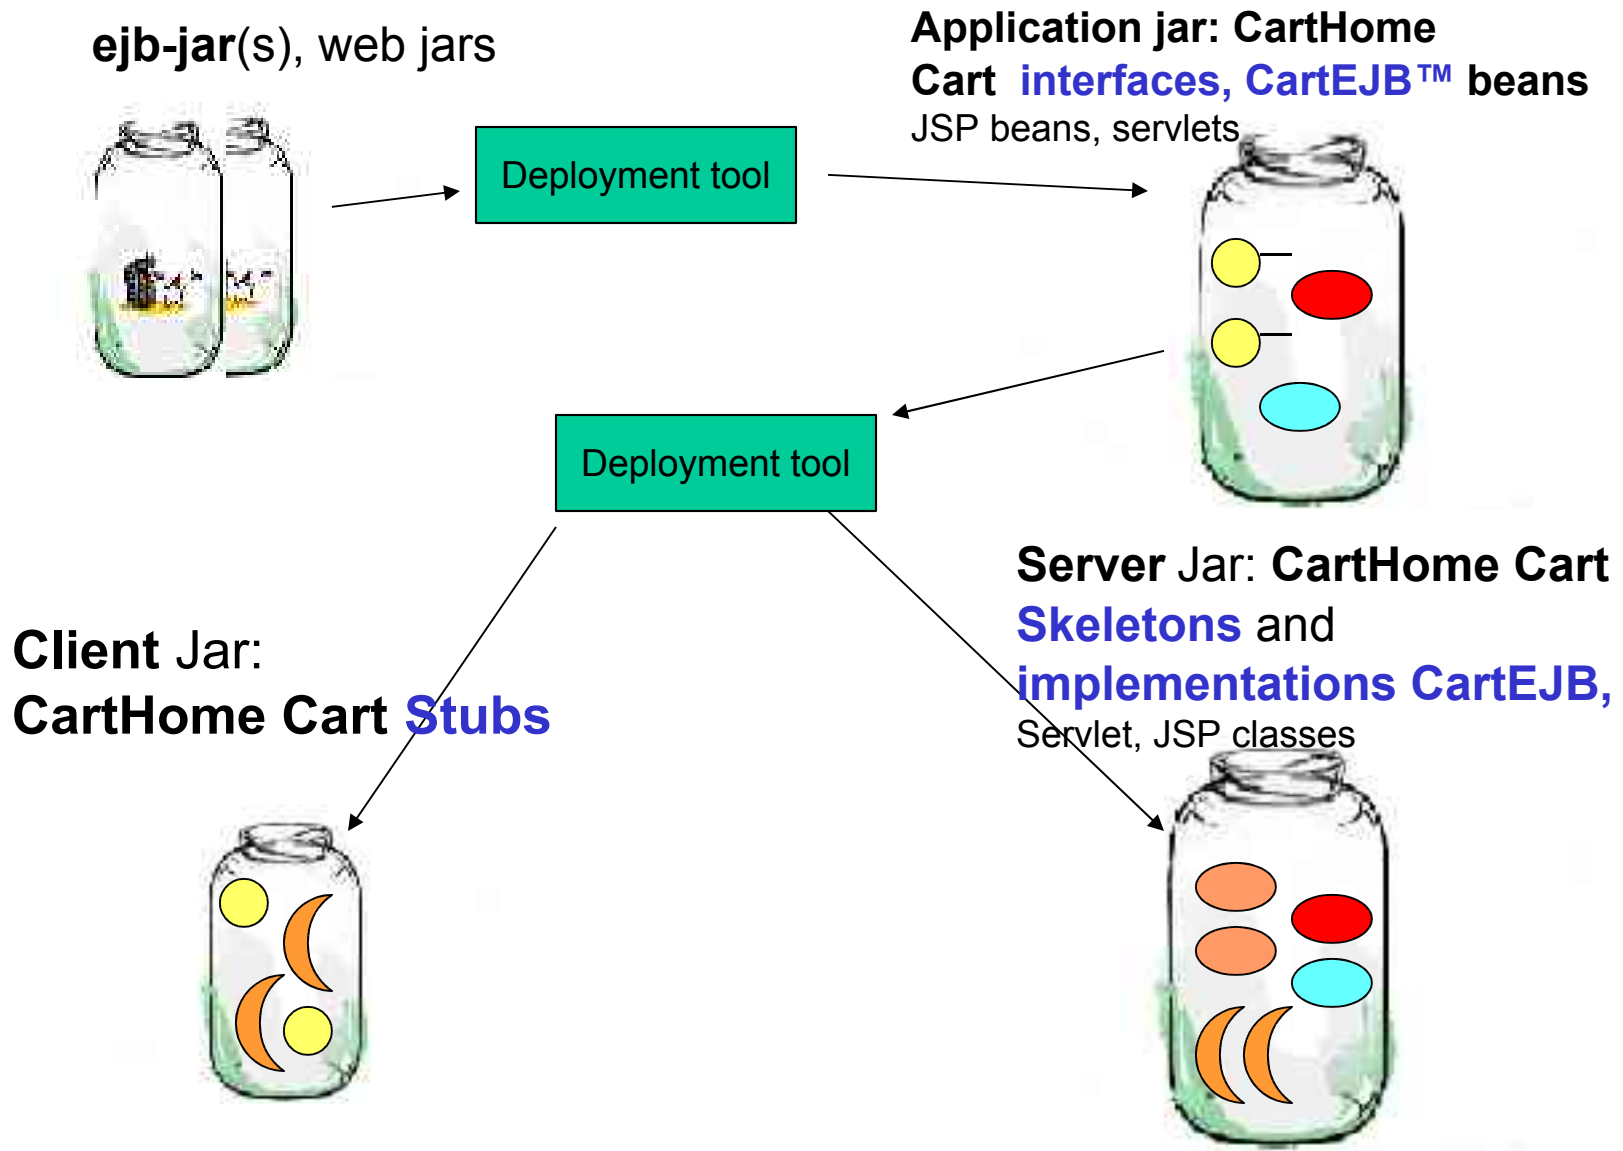 ejb-jar(s), web jars
Application jar: CartHome
Cart interfaces, CartEJB™ beans
JSP beans, servlets
Deployment tool
Deployment tool
Server Jar: CartHome Cart
Skeletons and
implementations CartEJB,
Servlet, JSP classes
Client Jar:
CartHome Cart Stubs